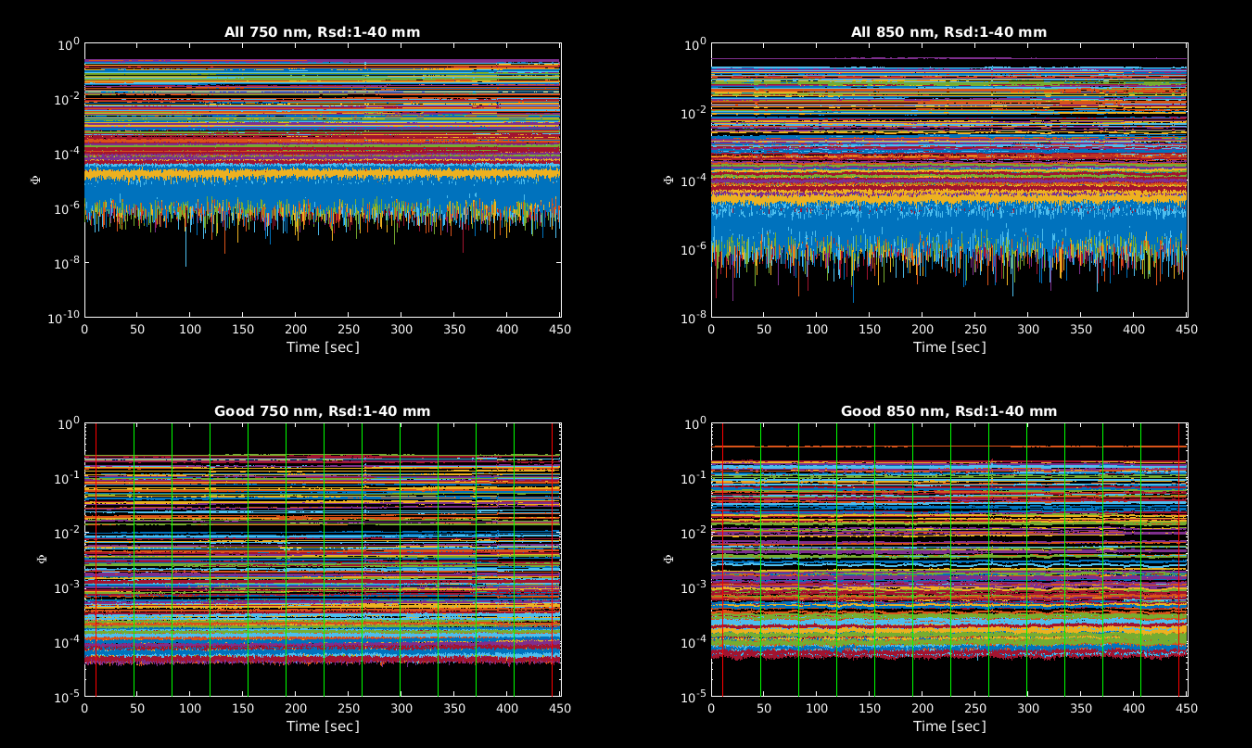 All 750 nm, Rsd:1-40 mm
10^0
10^-2
10^-4
10^-6
10^-8
10^-10
Φ
0 50 100 150 200 250 300 350 400 450
Time [sec]
All 850 nm, Rsd:1-40 mm
10^0
10^-2
10^-4
10^-6
10^-8
Φ
0 50 100 150 200 250 300 350 400 450
Time [sec]
Good 750 nm, Rsd:1-40 mm
10^0
10^-1
10^-2
10^-3
10^-4
10^-5
Φ
0 50 100 150 200 250 300 350 400 450
Time [sec]
Good 850 nm, Rsd:1-40 mm
10^0
10^-1
10^-2
10^-3
10^-4
10^-5
Φ
0 50 100 150 200 250 300 350 400 450
Time [sec]